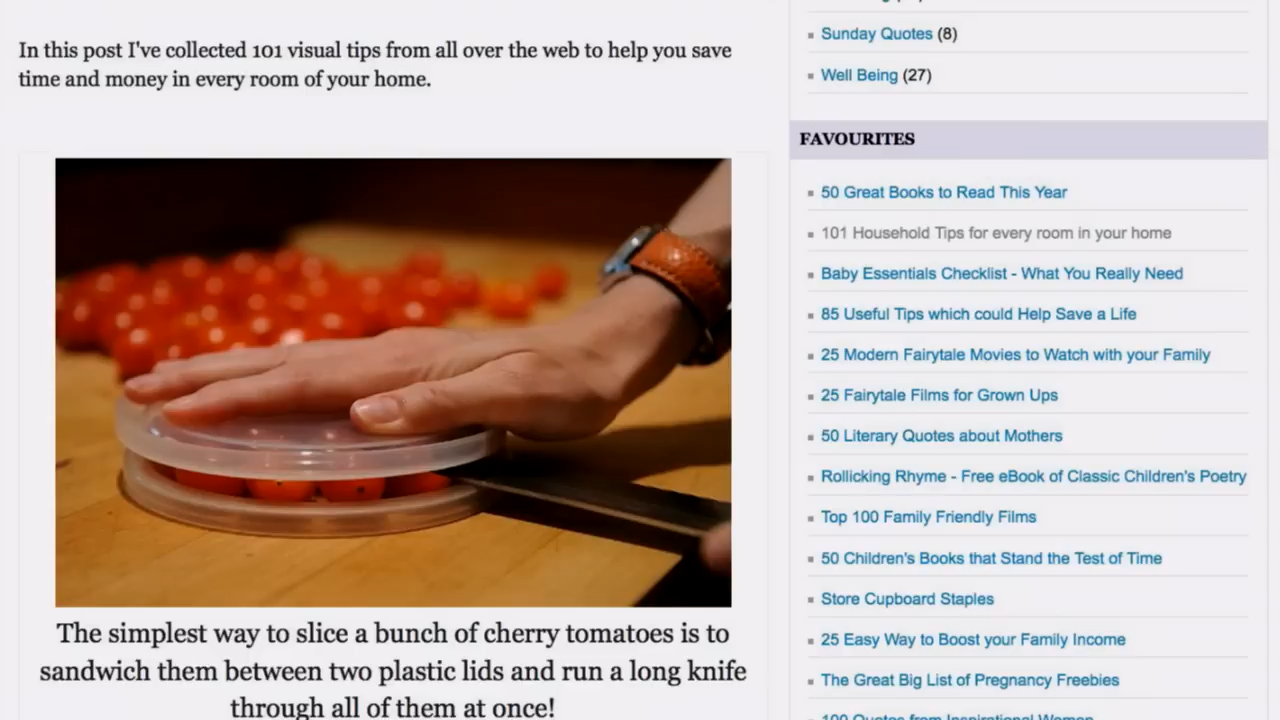 In this post I've collected 101 visual tips from all over the web to help you save
time and money in every room of your home.
The simplest way to slice a bunch of cherry tomatoes is to
sandwich them between two plastic lids and run a long knife
through all of them at once!
Sunday Quotes (8)
Well Being (27)
FAVOURITES
50 Great Books to Read This Year
101 Household Tips for every room in your home
Baby Essentials Checklist - What You Really Need
85 Useful Tips which could Help Save a Life
25 Modern Fairytale Movies to Watch with your Family
25 Fairytale Films for Grown Ups
50 Literary Quotes about Mothers
Rollicking Rhyme - Free eBook of Classic Children's Poetry
Top 100 Family Friendly Films
50 Children's Books that Stand the Test of Time
Store Cupboard Staples
25 Easy Way to Boost your Family Income
The Great Big List of Pregnancy Freebies
100 Quotes from Inspirational Women